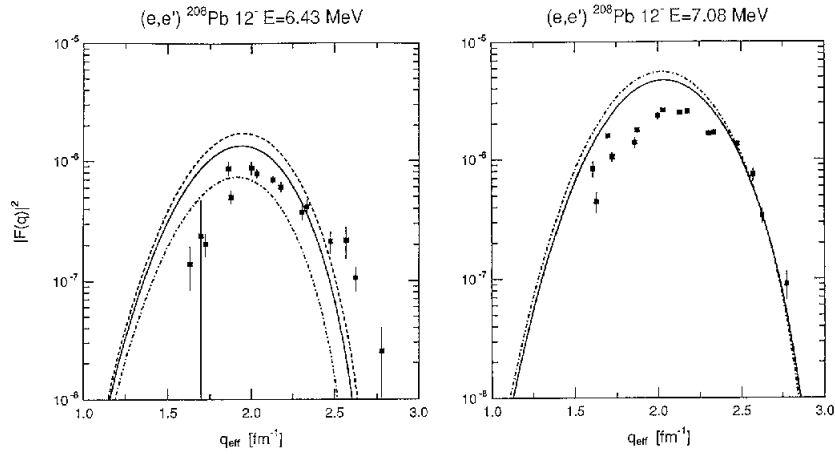 (e,e') ²⁰⁸Pb 12⁻ E=6.43 MeV
(e,e') ²⁰⁸Pb 12⁻ E=7.08 MeV
10⁻⁵
10⁻⁶
10⁻⁷
10⁻⁸
|F(q)|²
1.0 1.5 2.0 2.5 3.0
q_eff [fm⁻¹]
10⁻⁴
10⁻⁵
10⁻⁶
10⁻⁷
10⁻⁸
1.0 1.5 2.0 2.5 3.0
q_eff [fm⁻¹]